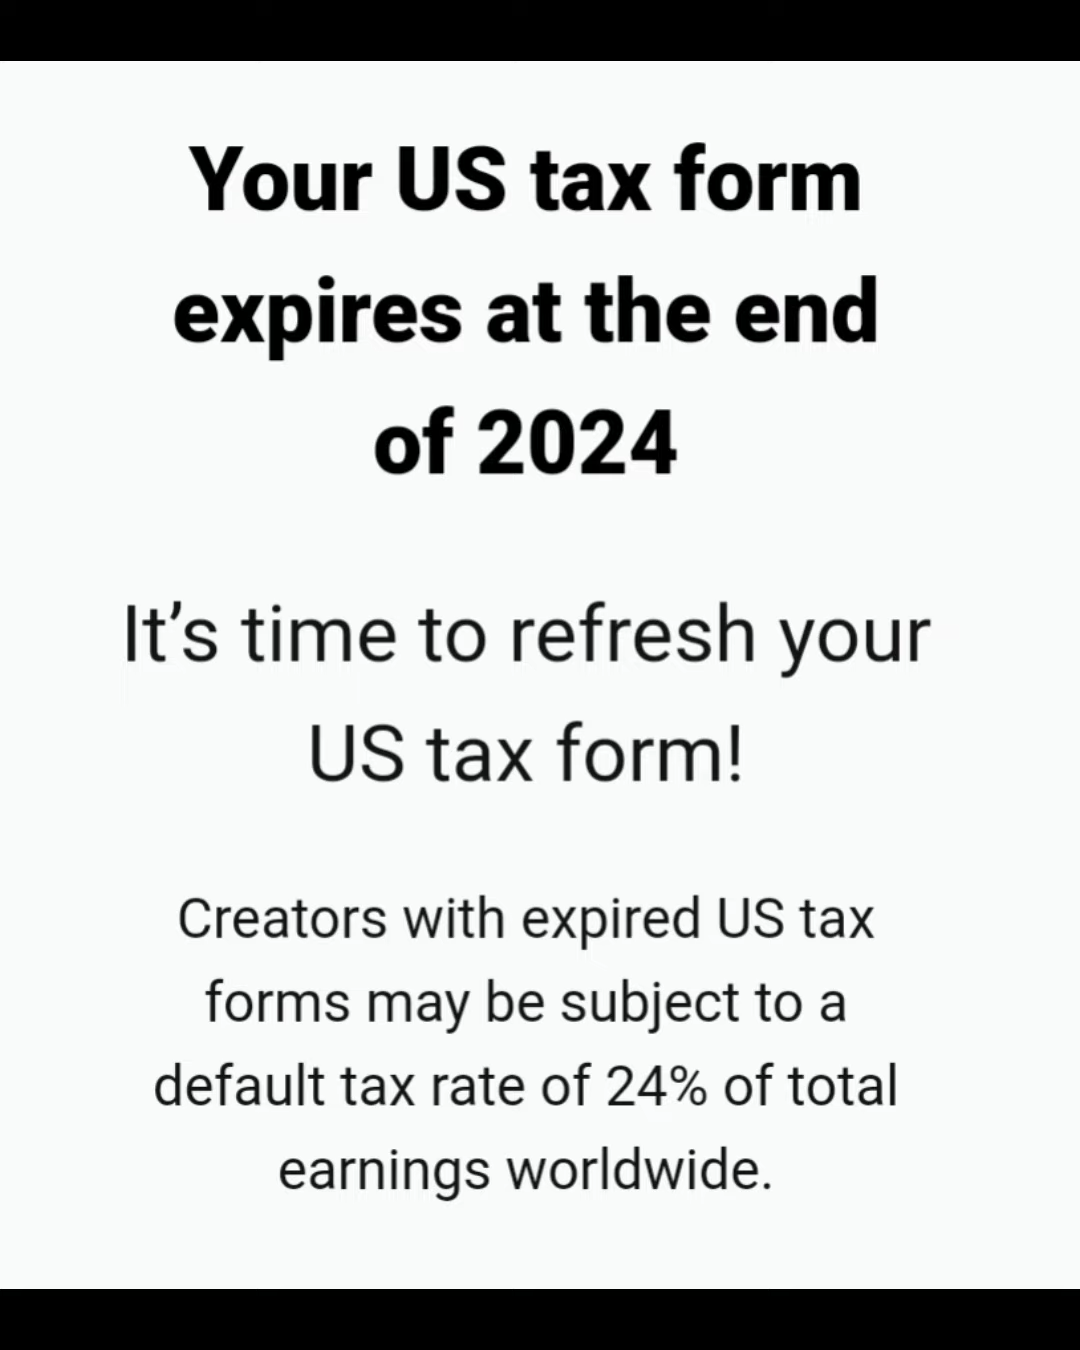 Your US tax form
expires at the end
of 2024
It’s time to refresh your
US tax form!
Creators with expired US tax
forms may be subject to a
default tax rate of 24% of total
earnings worldwide.